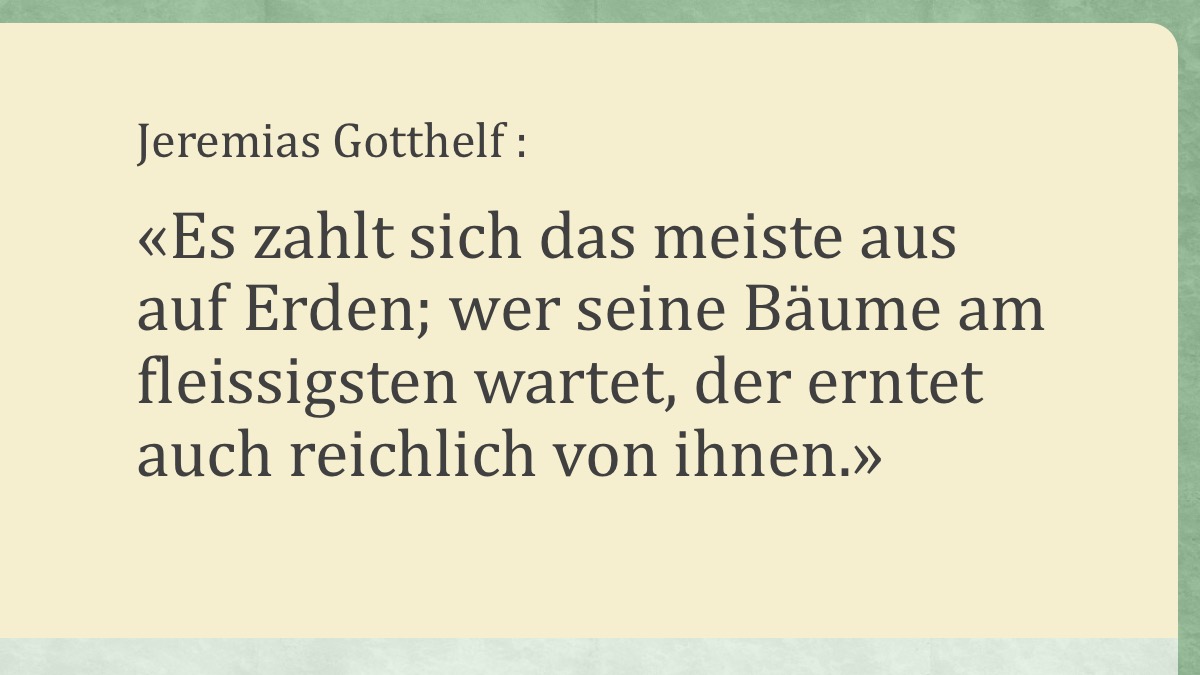 Jeremias Gotthelf :
«Es zahlt sich das meiste aus
auf Erden; wer seine Bäume am
fleissigsten wartet, der erntet
auch reichlich von ihnen.»